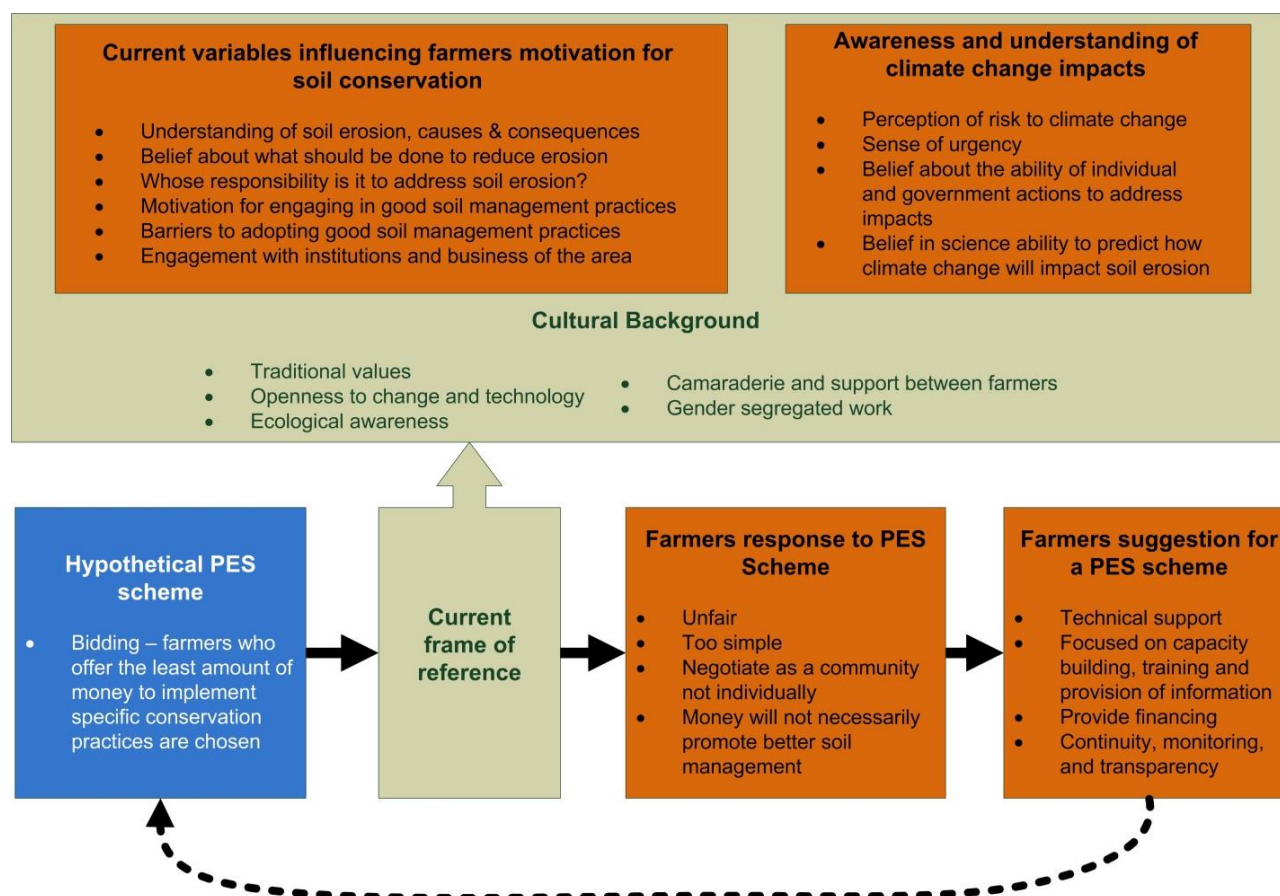 Current variables influencing farmers motivation for
soil conservation
• Understanding of soil erosion, causes & consequences
• Belief about what should be done to reduce erosion
• Whose responsibility is it to address soil erosion?
• Motivation for engaging in good soil management practices
• Barriers to adopting good soil management practices
• Engagement with institutions and business of the area
Awareness and understanding of
climate change impacts
• Perception of risk to climate change
• Sense of urgency
• Belief about the ability of individual
and government actions to address
impacts
• Belief in science ability to predict how
climate change will impact soil erosion
Cultural Background
• Traditional values
• Openness to change and technology
• Ecological awareness
• Camaraderie and support between farmers
• Gender segregated work
Hypothetical PES
scheme
• Bidding – farmers who
offer the least amount of
money to implement
specific conservation
practices are chosen
Current
frame of
reference
Farmers response to PES
Scheme
• Unfair
• Too simple
• Negotiate as a community
not individually
• Money will not necessarily
promote better soil
management
Farmers suggestion for
a PES scheme
• Technical support
• Focused on capacity
building, training and
provision of information
• Provide financing
• Continuity, monitoring,
and transparency